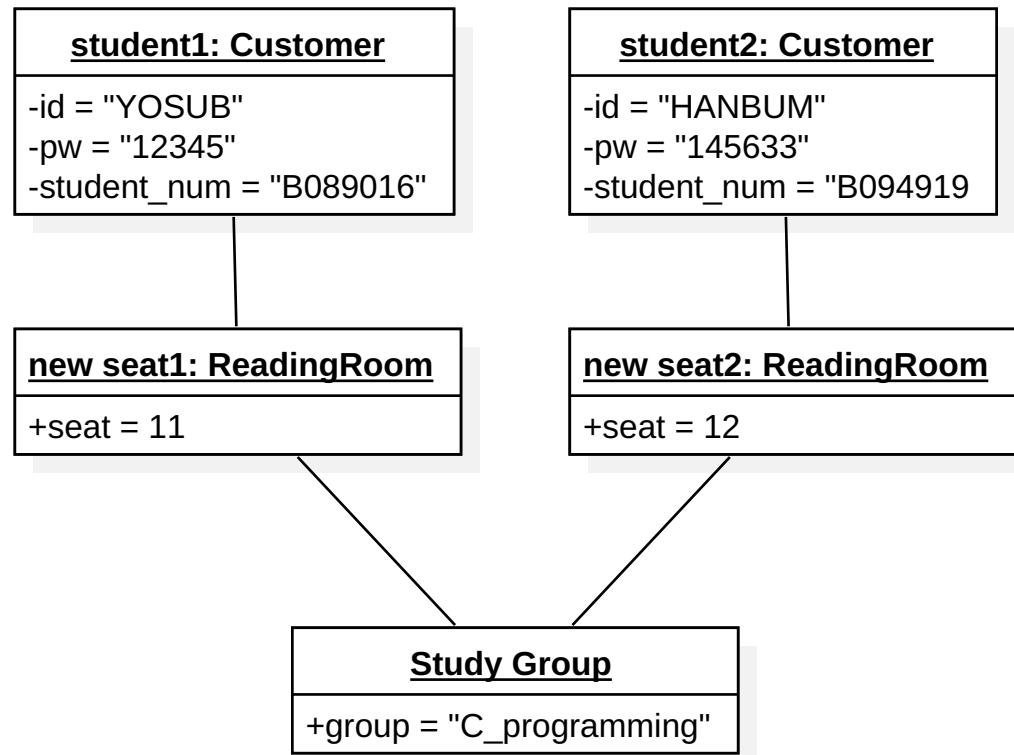 student1: Customer
-id = "YOSUB"
-pw = "12345"
-student_num = "B089016"
student2: Customer
-id = "HANBUM"
-pw = "145633"
-student_num = "B094919
new seat1: ReadingRoom
+seat = 11
new seat2: ReadingRoom
+seat = 12
Study Group
+group = "C_programming"